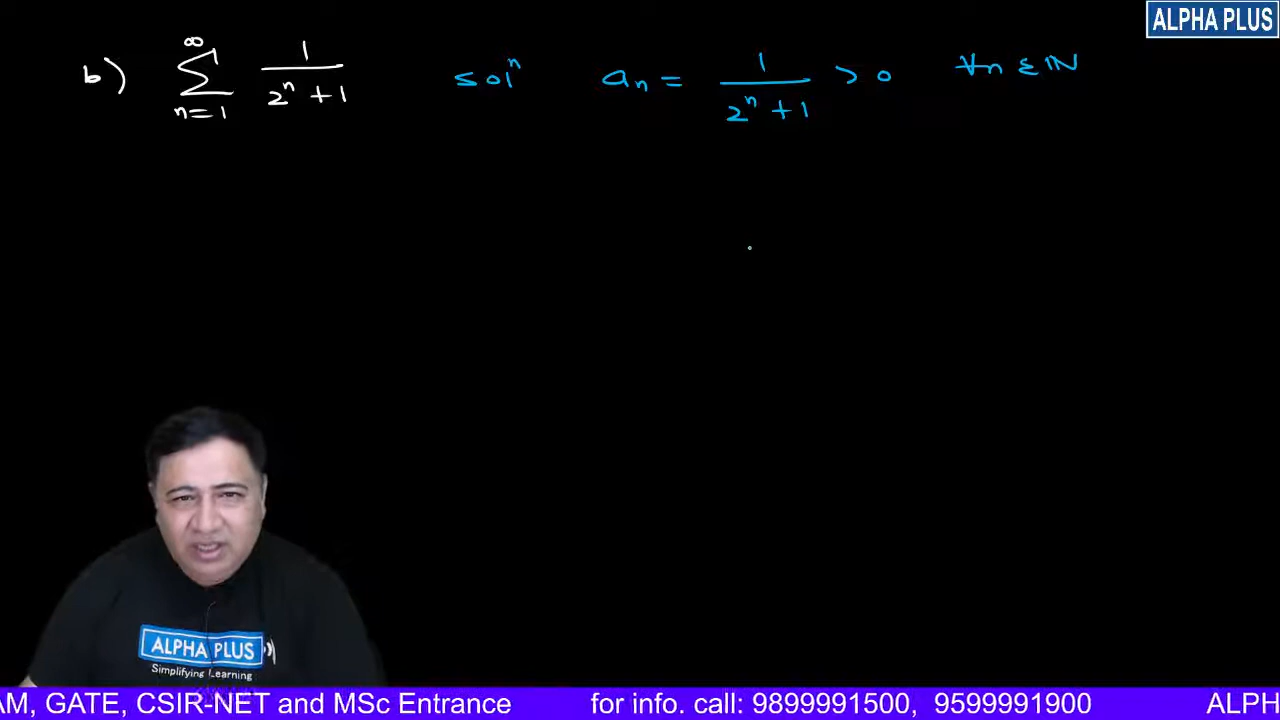 ALPHA PLUS
b) ∞ Σ n=1 1/(2^n + 1) sol^n a_n = 1/(2^n + 1) > 0 ∀n ∈ ℕ
ALPHA PLUS
Simplifying Learning
AM, GATE, CSIR-NET and MSc Entrance for info. call: 9899991500, 9599991900 ALPH